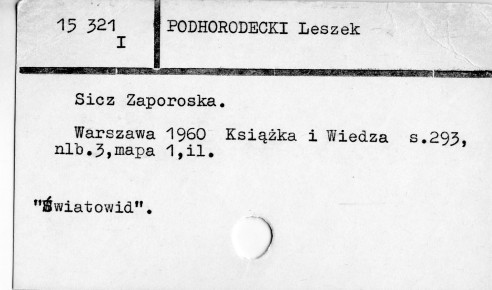 15 321
I
PODHORODECKI Leszek
Sicz Zaporoska.
Warszawa 1960 Książka i Wiedza s.293,
nlb.3,mapa 1,il.
"Światowid".